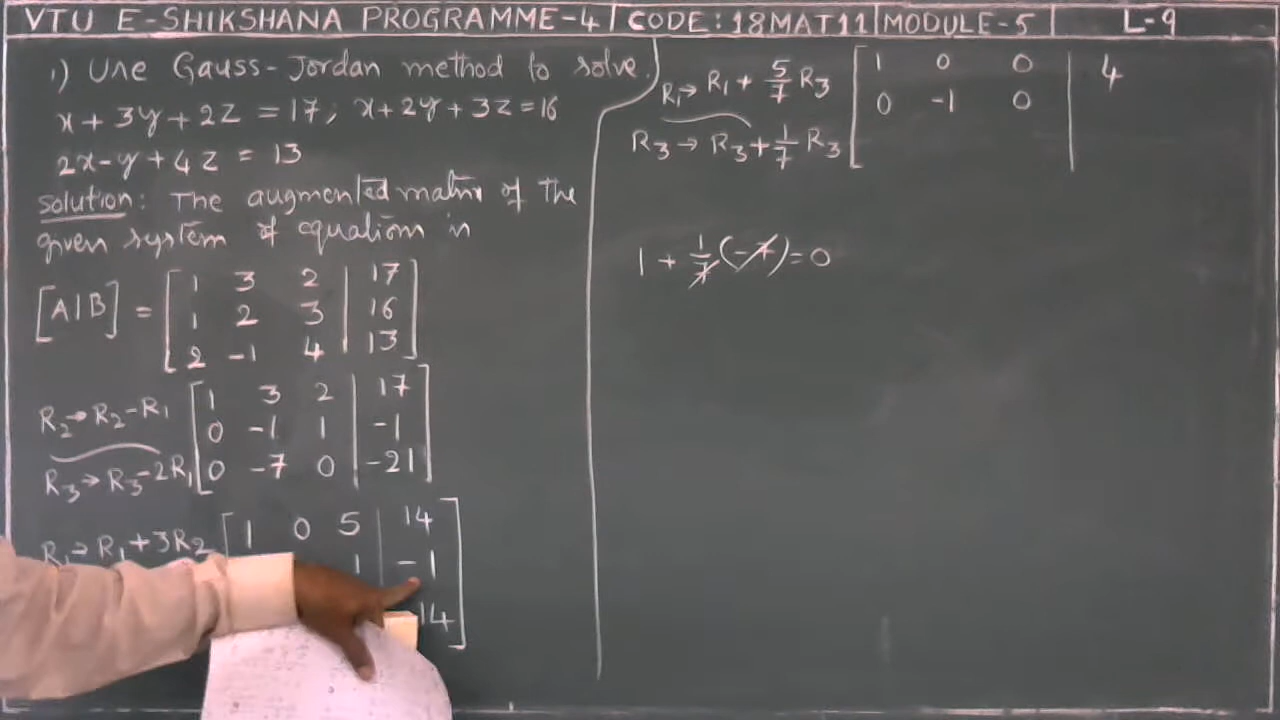 VTU E-SHIKSHANA PROGRAMME-4 | CODE: 18MAT11 | MODULE-5 | L-9
1) Use Gauss-Jordan method to solve.
x+3y+2z = 17; x+2y+3z=16
2x-y+4z = 13
Solution: The augmented matrix of the
given system of equations is
[A|B] = [1 3 2 | 17
1 2 3 | 16
2 -1 4 | 13]
R2→R2-R1 [1 3 2 | 17
0 -1 1 | -1
R3→R3-2R1 0 -7 0 | -21]
R1→R1+3R2 [1 0 5 | 14
1 | -1
14]
R1→R1+5/7 R3 [1 0 0 | 4
0 -1 0
R3→R3+1/7 R3
1 + 1/7(-7)=0